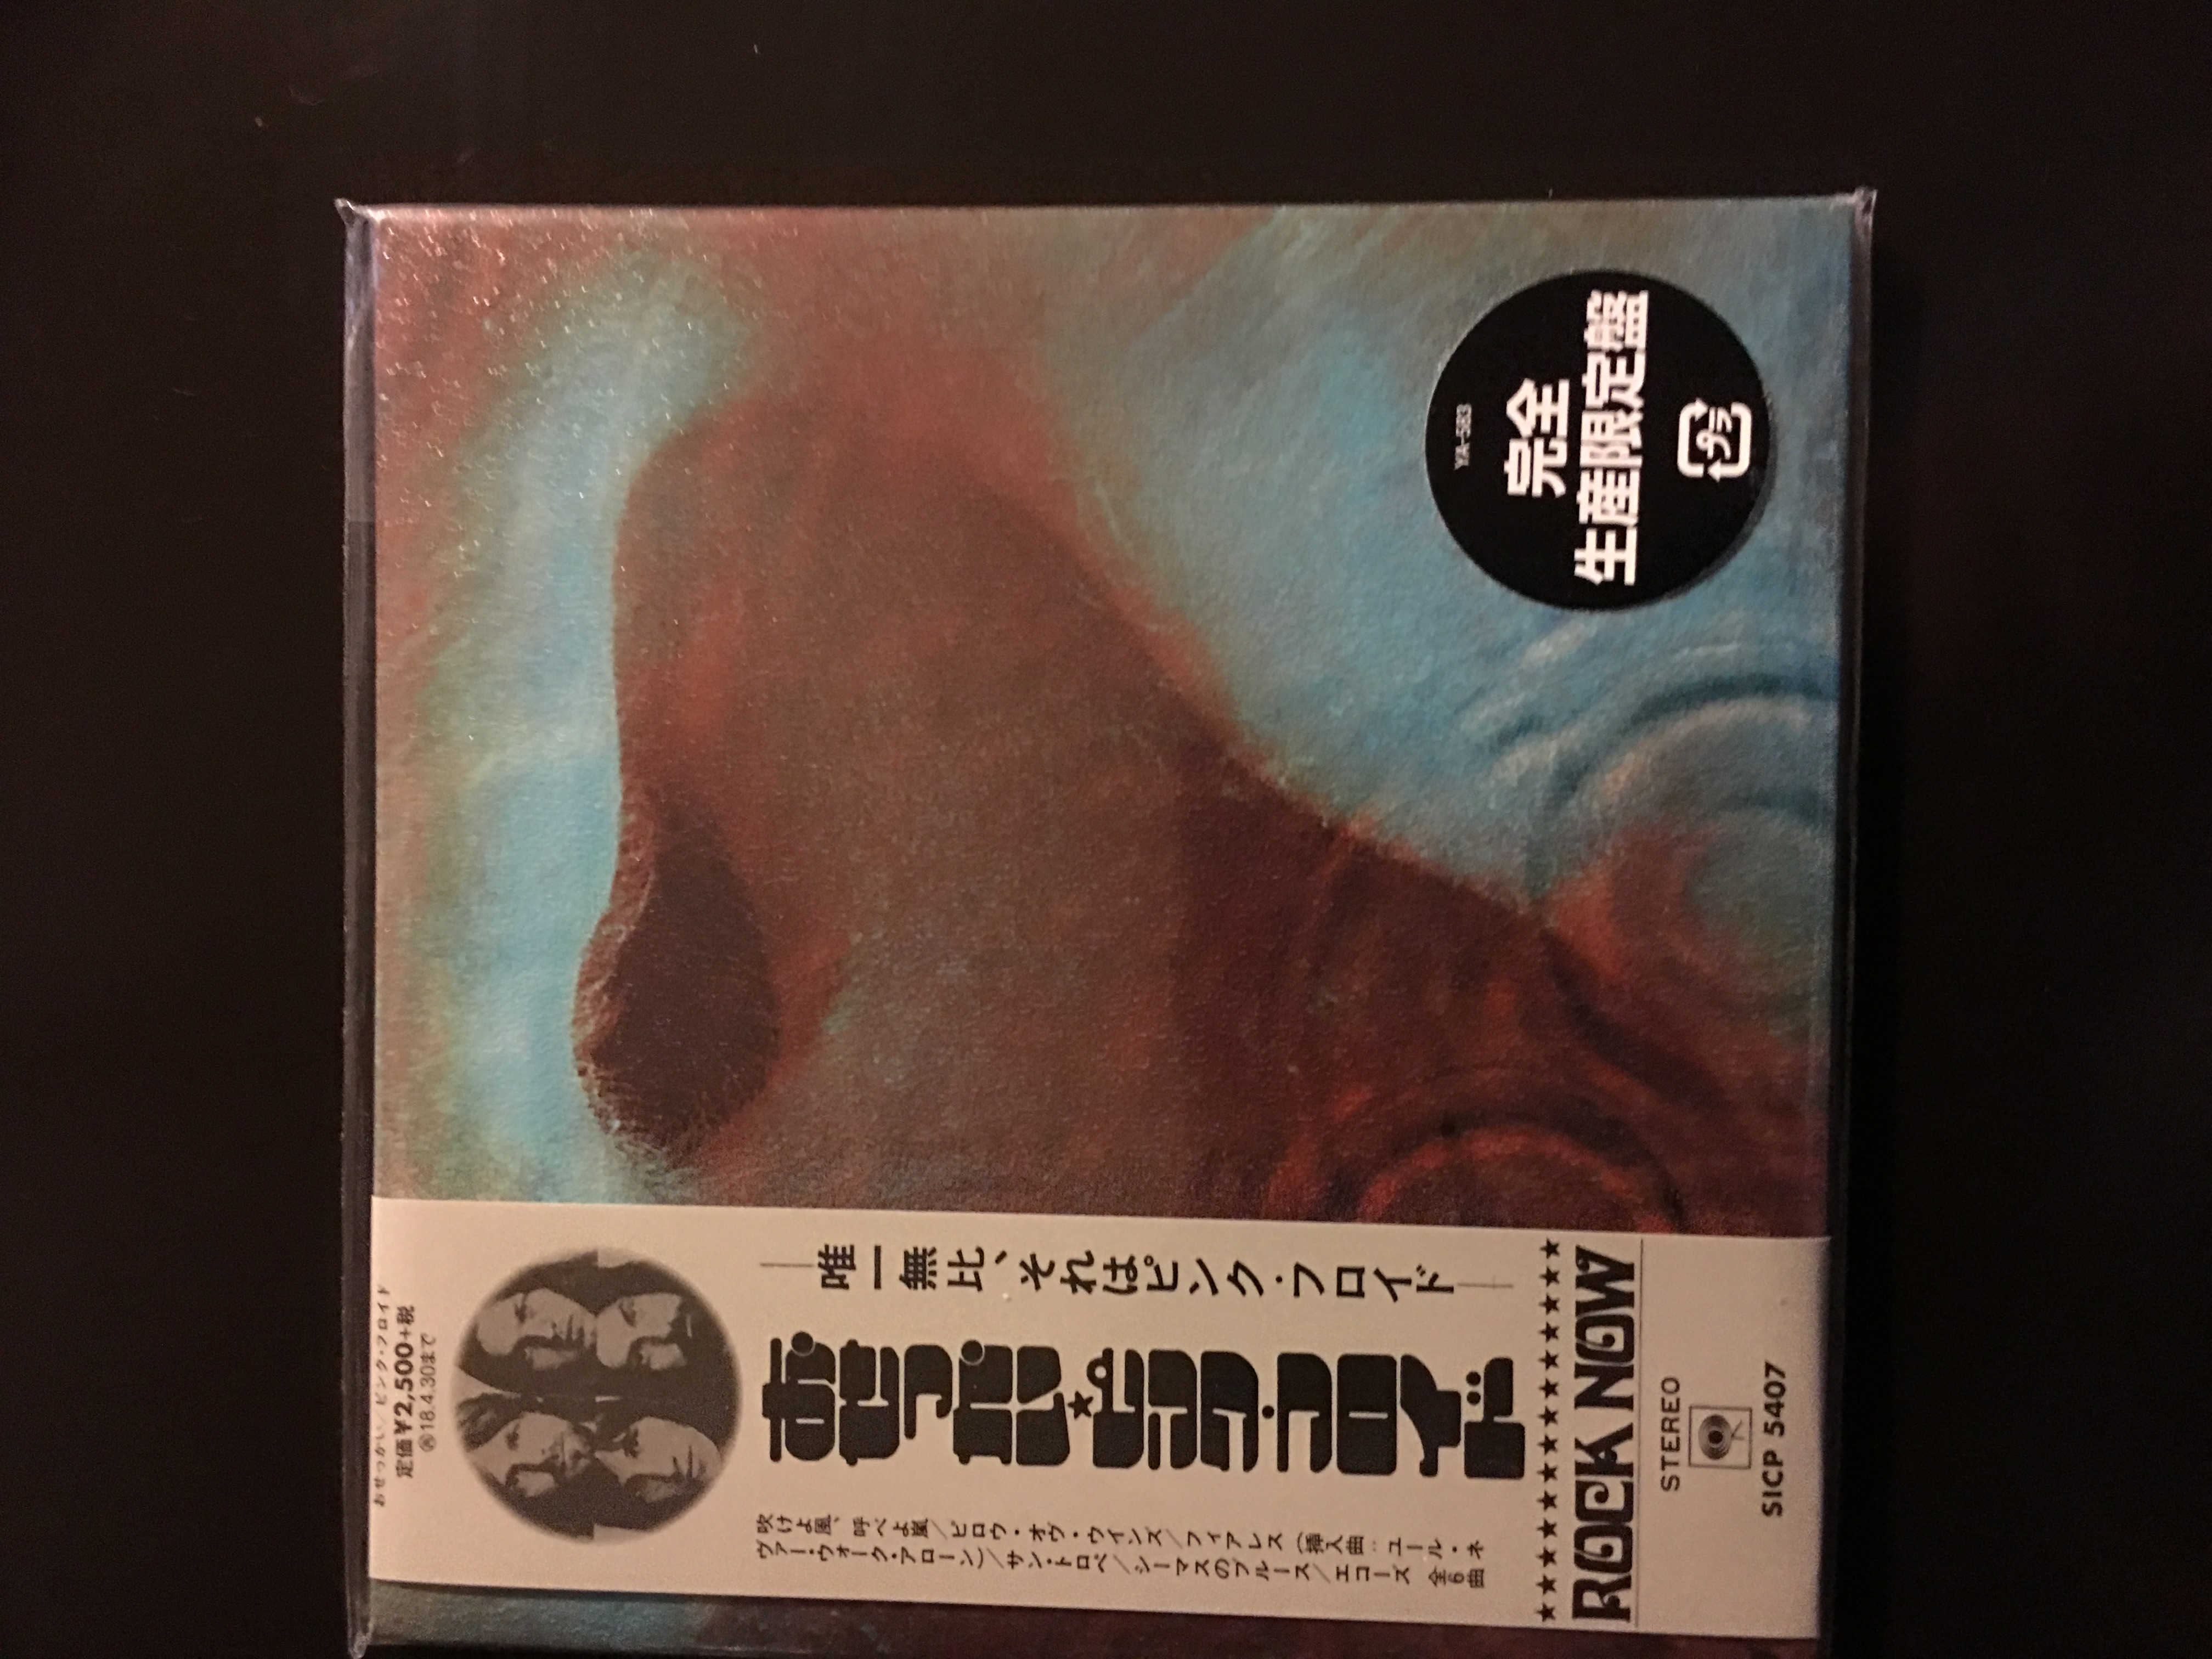 YA-583
完全
生産限定盤
プラ
おせっかい／ピンク・フロイド
定価￥2,500+税
㊟18.4.30まで
唯一無比、それはピンク・フロイド
おせっかい★ピンク・フロイド
吹けよ風、呼べよ嵐／ピロウ・オヴ・ウインズ／フィアレス（挿入曲：ユール・ネ
ヴァー・ウォーク・アローン）／サン・トロペ／シーマスのブルース／エコーズ 全6曲
★★★★★★★★★★★★★
ROCK NOW
STEREO
SICP 5407